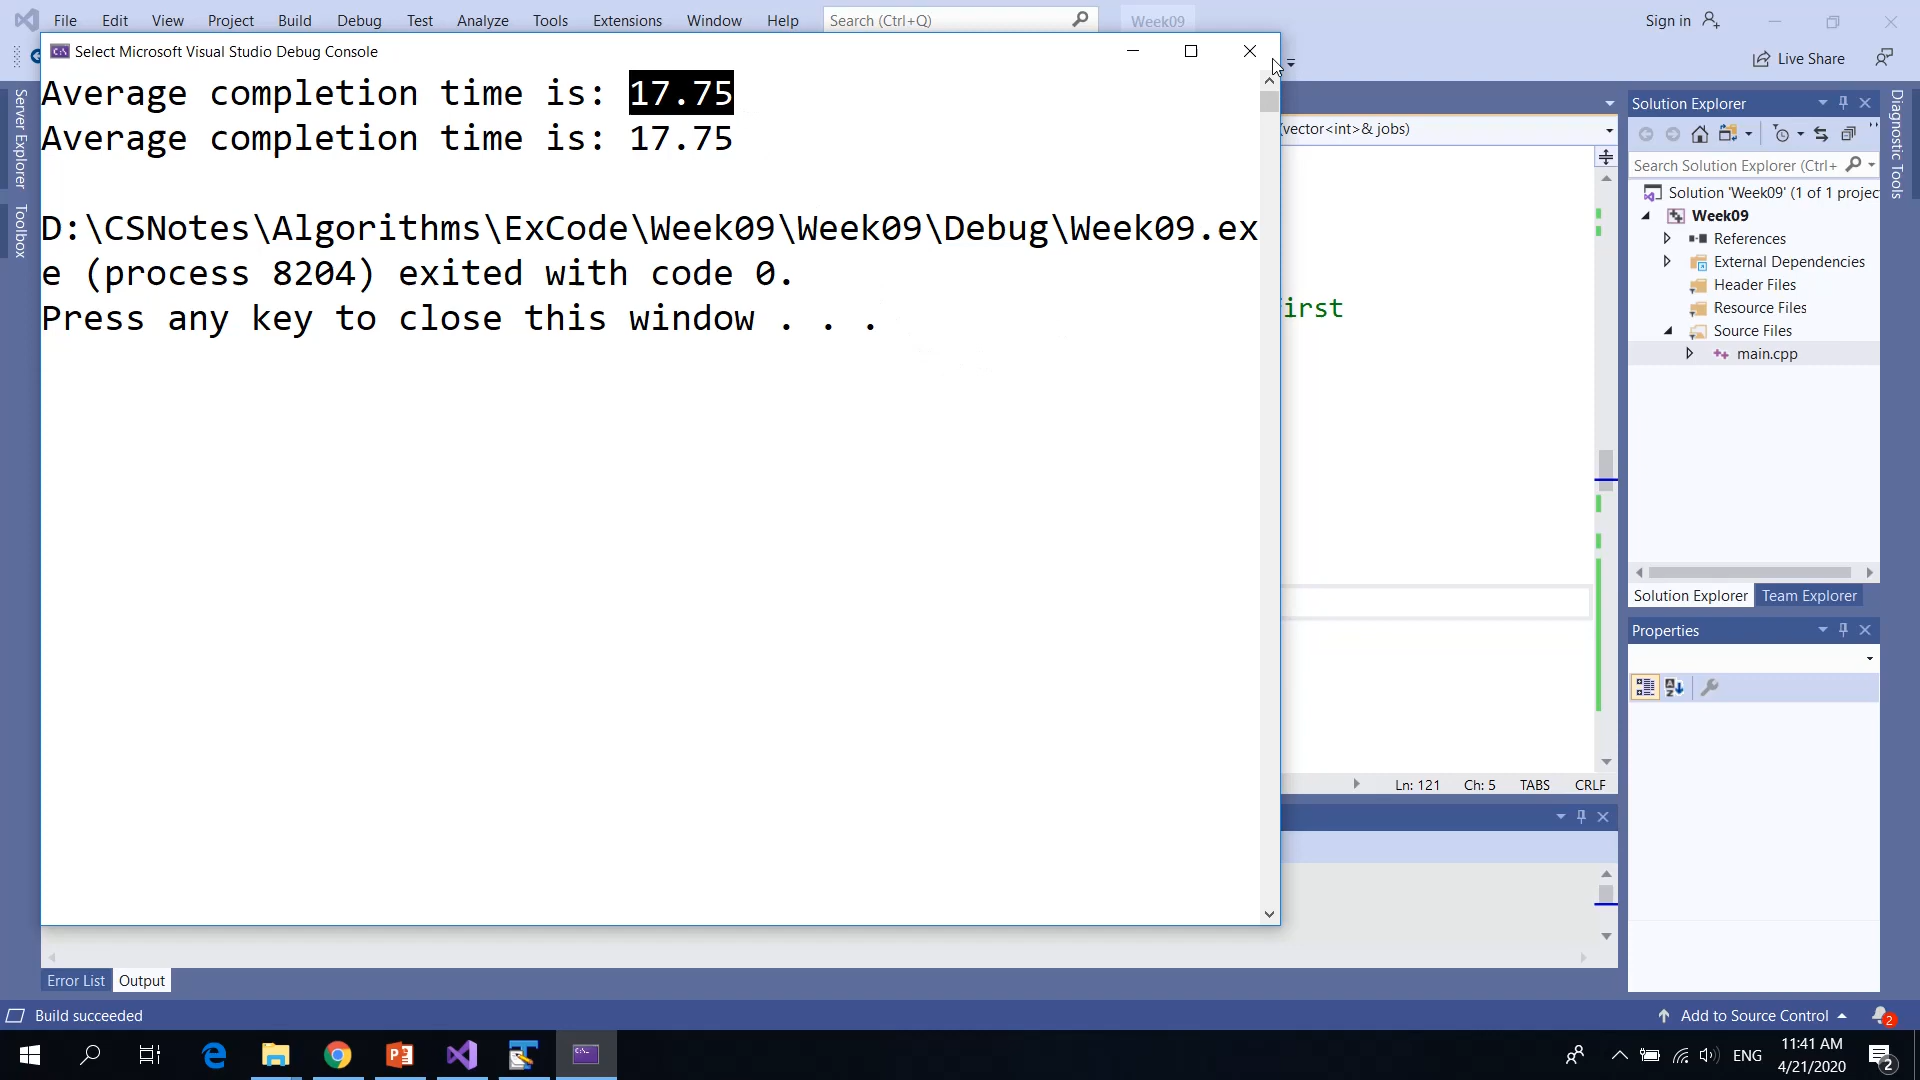 File Edit View Project Build Debug Test Analyze Tools Extensions Window Help Search (Ctrl+Q) Week09 Sign in
Live Share
Select Microsoft Visual Studio Debug Console
Average completion time is: 17.75
Average completion time is: 17.75
D:\CSNotes\Algorithms\ExCode\Week09\Week09\Debug\Week09.ex
e (process 8204) exited with code 0.
Press any key to close this window . . .
Server Explorer
Toolbox
(vector<int>& jobs)
irst
Ln: 121 Ch: 5 TABS CRLF
Solution Explorer
Search Solution Explorer (Ctrl+
Solution 'Week09' (1 of 1 projec
Week09
References
External Dependencies
Header Files
Resource Files
Source Files
main.cpp
Solution Explorer Team Explorer
Properties
Diagnostic Tools
Error List Output
Build succeeded
Add to Source Control 2
ENG
11:41 AM
4/21/2020
2